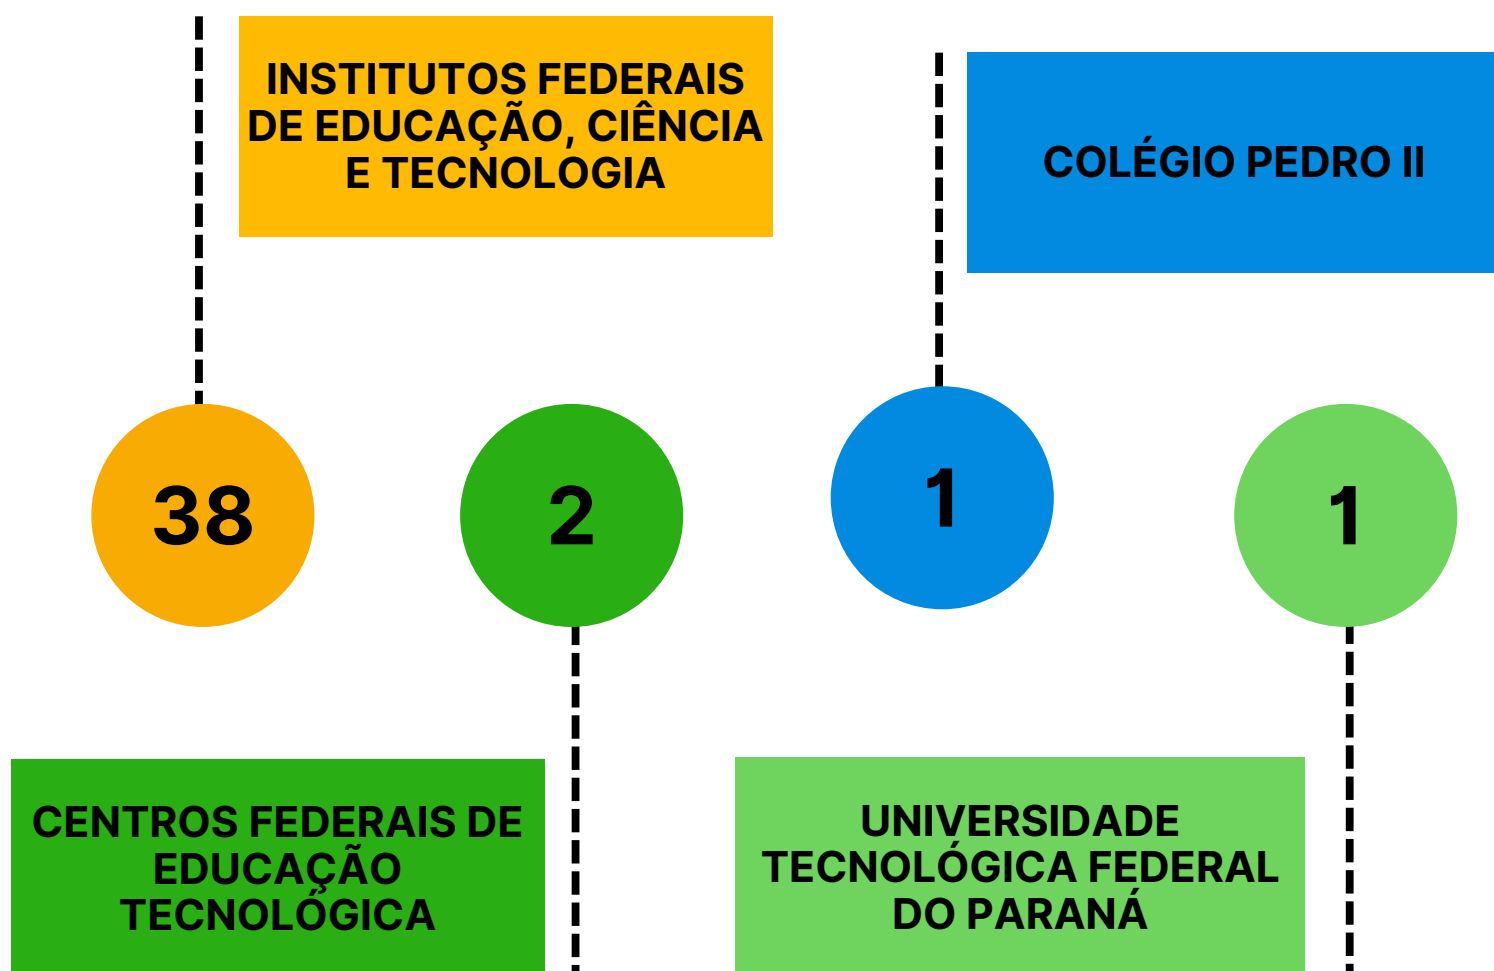 INSTITUTOS FEDERAIS
DE EDUCAÇÃO, CIÊNCIA
E TECNOLOGIA
COLÉGIO PEDRO II
38
2
1
1
CENTROS FEDERAIS DE
EDUCAÇÃO
TECNOLÓGICA
UNIVERSIDADE
TECNOLÓGICA FEDERAL
DO PARANÁ